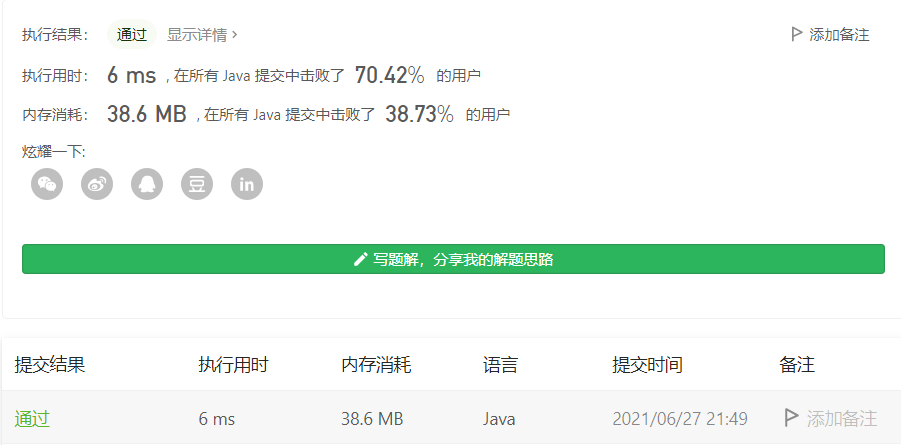 执行结果： 通过 显示详情 › 添加备注
执行用时： 6 ms , 在所有 Java 提交中击败了 70.42% 的用户
内存消耗： 38.6 MB , 在所有 Java 提交中击败了 38.73% 的用户
炫耀一下:
豆 in
写题解，分享我的解题思路
提交结果 执行用时 内存消耗 语言 提交时间 备注
通过 6 ms 38.6 MB Java 2021/06/27 21:49 添加备注